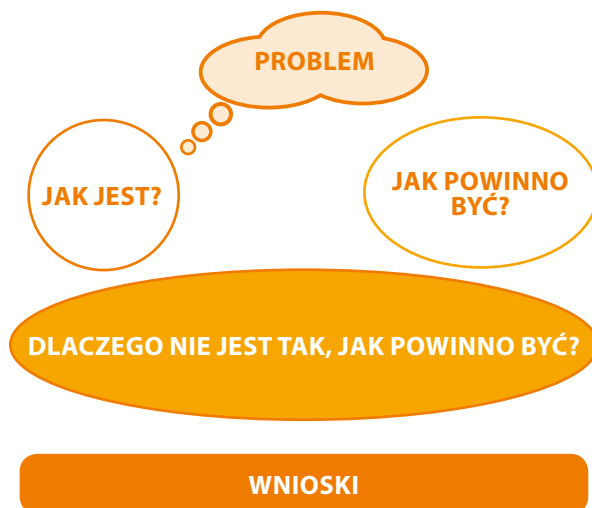 PROBLEM
JAK JEST?
JAK POWINNO
BYĆ?
DLACZEGO NIE JEST TAK, JAK POWINNO BYĆ?
WNIOSKI